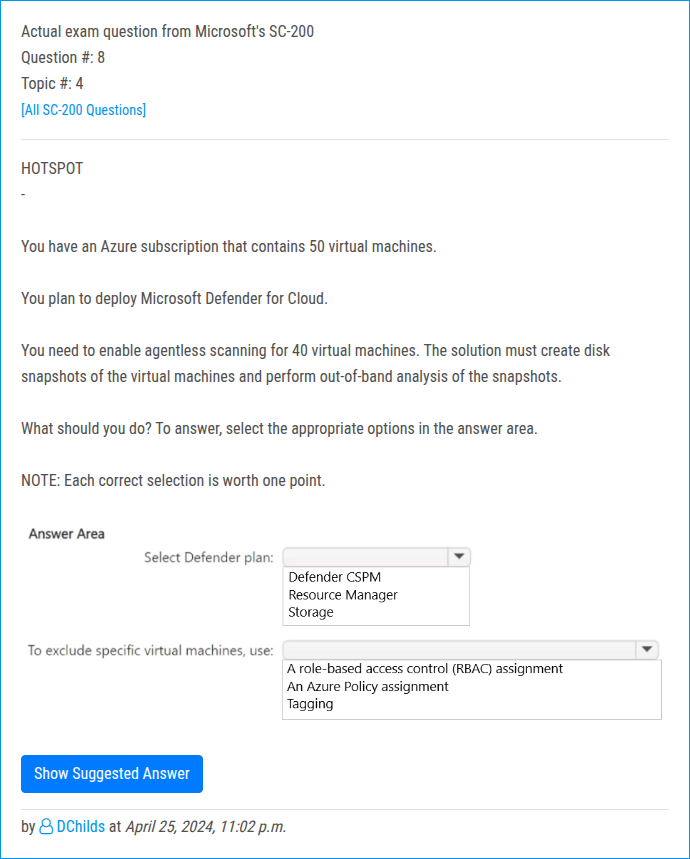 Actual exam question from Microsoft's SC-200
Question #: 8
Topic #: 4
[All SC-200 Questions]
HOTSPOT
-
You have an Azure subscription that contains 50 virtual machines.
You plan to deploy Microsoft Defender for Cloud.
You need to enable agentless scanning for 40 virtual machines. The solution must create disk
snapshots of the virtual machines and perform out-of-band analysis of the snapshots.
What should you do? To answer, select the appropriate options in the answer area.
NOTE: Each correct selection is worth one point.
Answer Area
Select Defender plan:
Defender CSPM
Resource Manager
Storage
To exclude specific virtual machines, use:
A role-based access control (RBAC) assignment
An Azure Policy assignment
Tagging
Show Suggested Answer
by DChilds at April 25, 2024, 11:02 p.m.